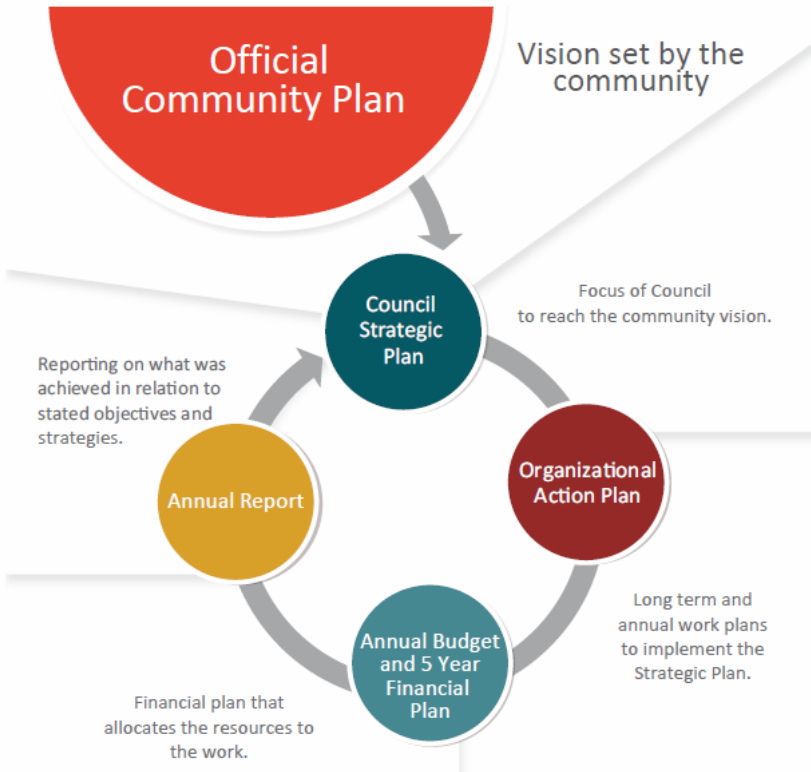 Official
Community Plan
Vision set by the
community
Council
Strategic
Plan
Focus of Council
to reach the community vision.
Organizational
Action Plan
Long term and
annual work plans
to implement the
Strategic Plan.
Annual Budget
and 5 Year
Financial
Plan
Financial plan that
allocates the resources to
the work.
Annual Report
Reporting on what was
achieved in relation to
stated objectives and
strategies.